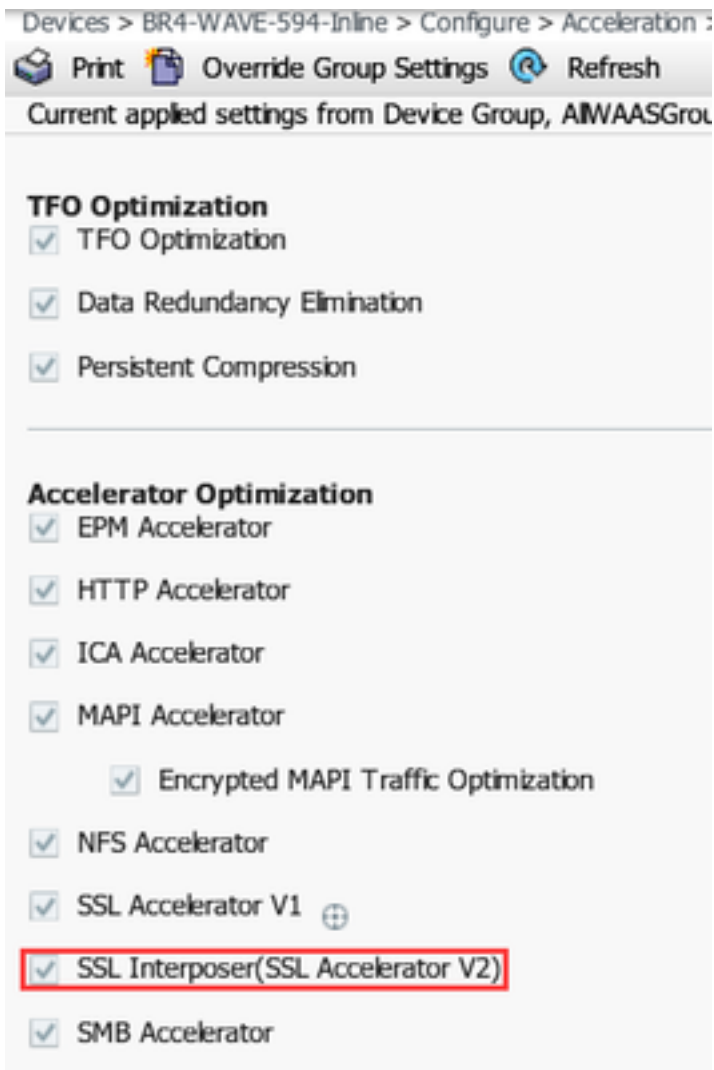 Devices > BR4-WAVE-594-Inline > Configure > Acceleration >
Print Override Group Settings Refresh
Current applied settings from Device Group, AllWAASGrou
TFO Optimization
TFO Optimization
Data Redundancy Elimination
Persistent Compression
Accelerator Optimization
EPM Accelerator
HTTP Accelerator
ICA Accelerator
MAPI Accelerator
Encrypted MAPI Traffic Optimization
NFS Accelerator
SSL Accelerator V1
SSL Interposer(SSL Accelerator V2)
SMB Accelerator